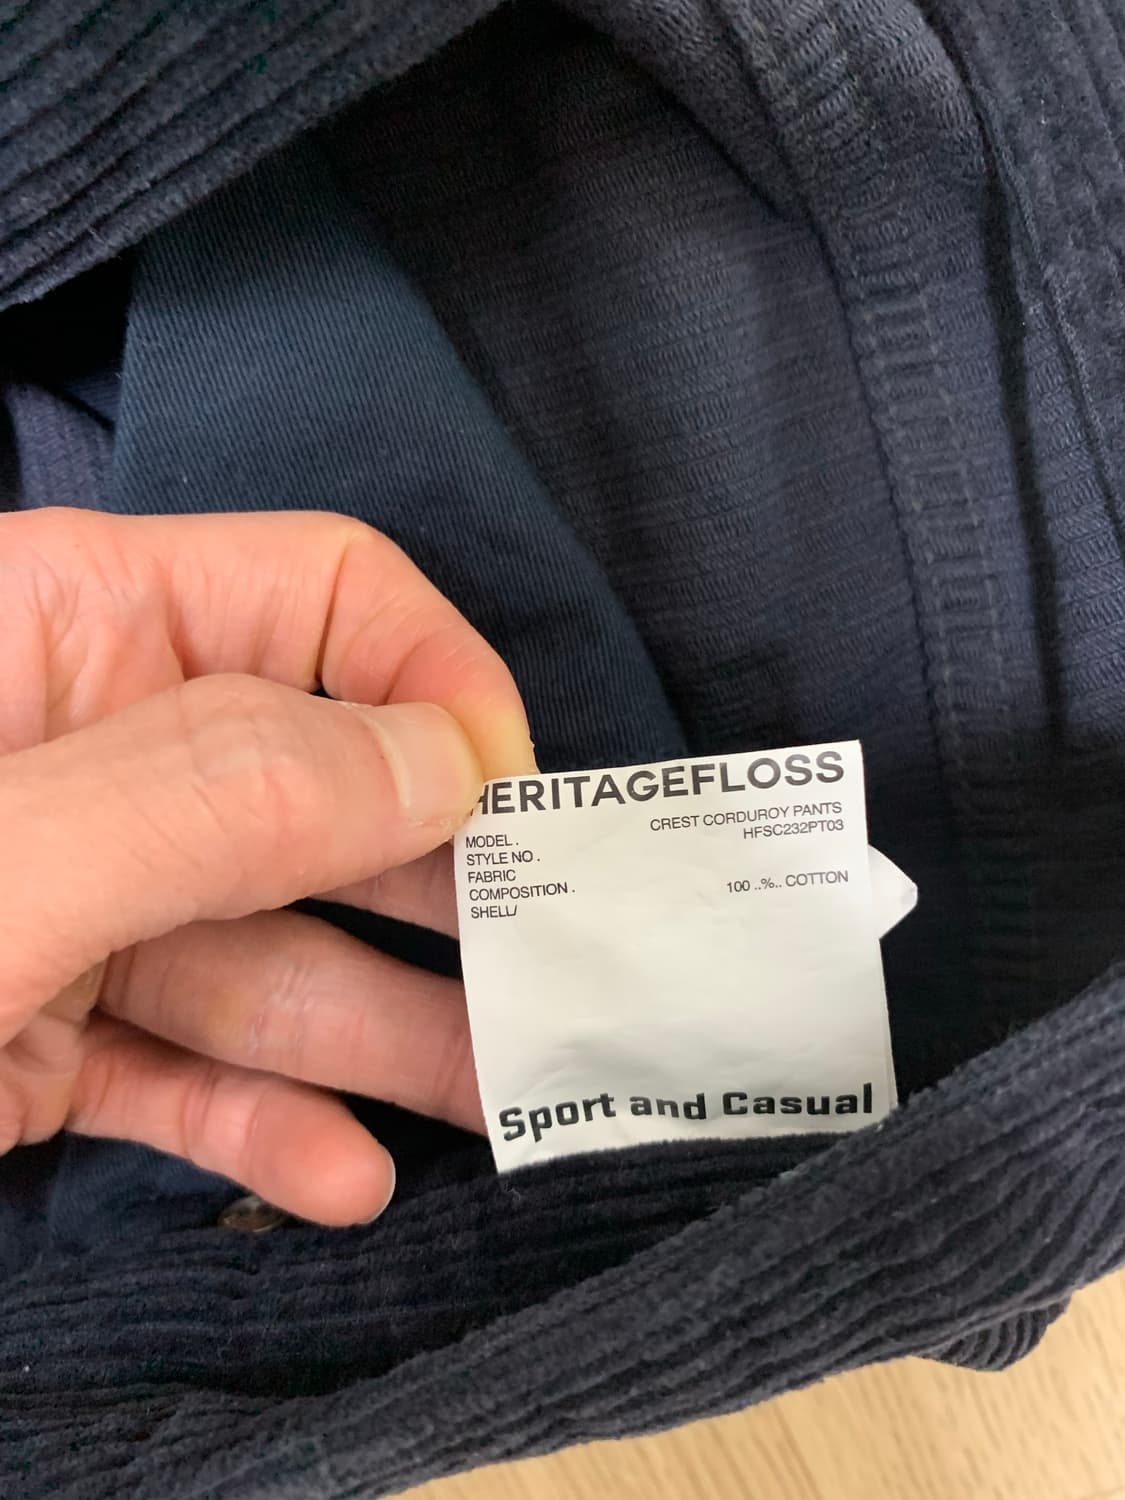 HERITAGEFLOSS
MODEL. CREST CORDUROY PANTS
STYLE NO. HFSC232PT03
FABRIC
COMPOSITION. 100 ..%.. COTTON
SHELL/
Sport and Casual